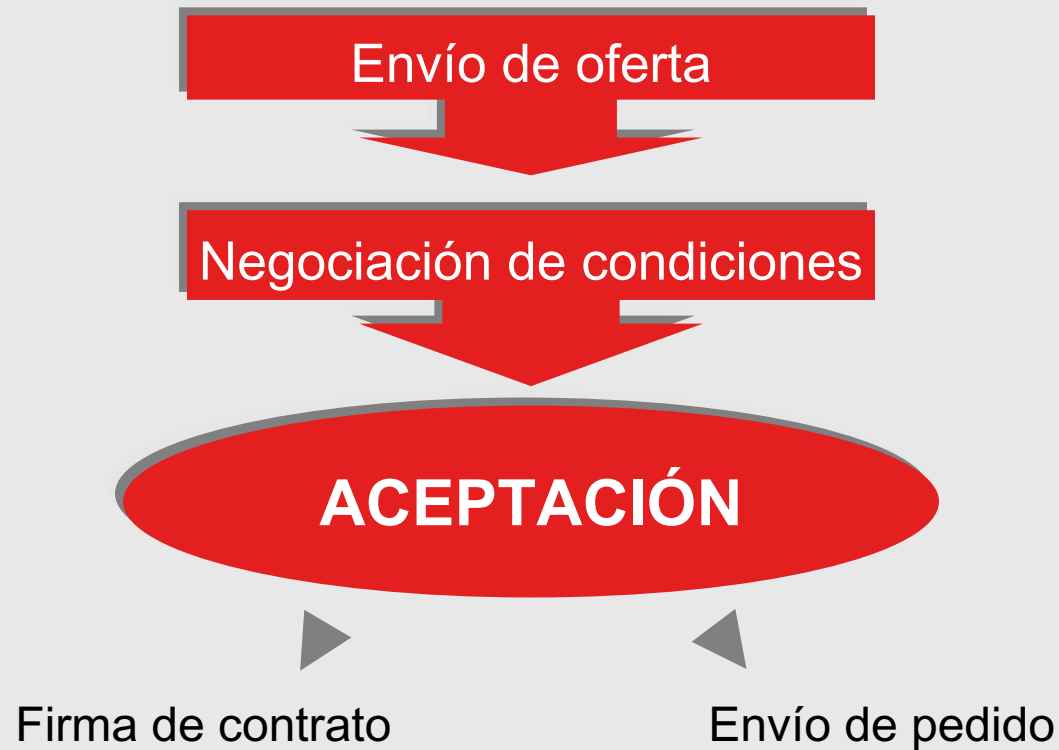 Envío de oferta
Negociación de condiciones
ACEPTACIÓN
Firma de contrato
Envío de pedido